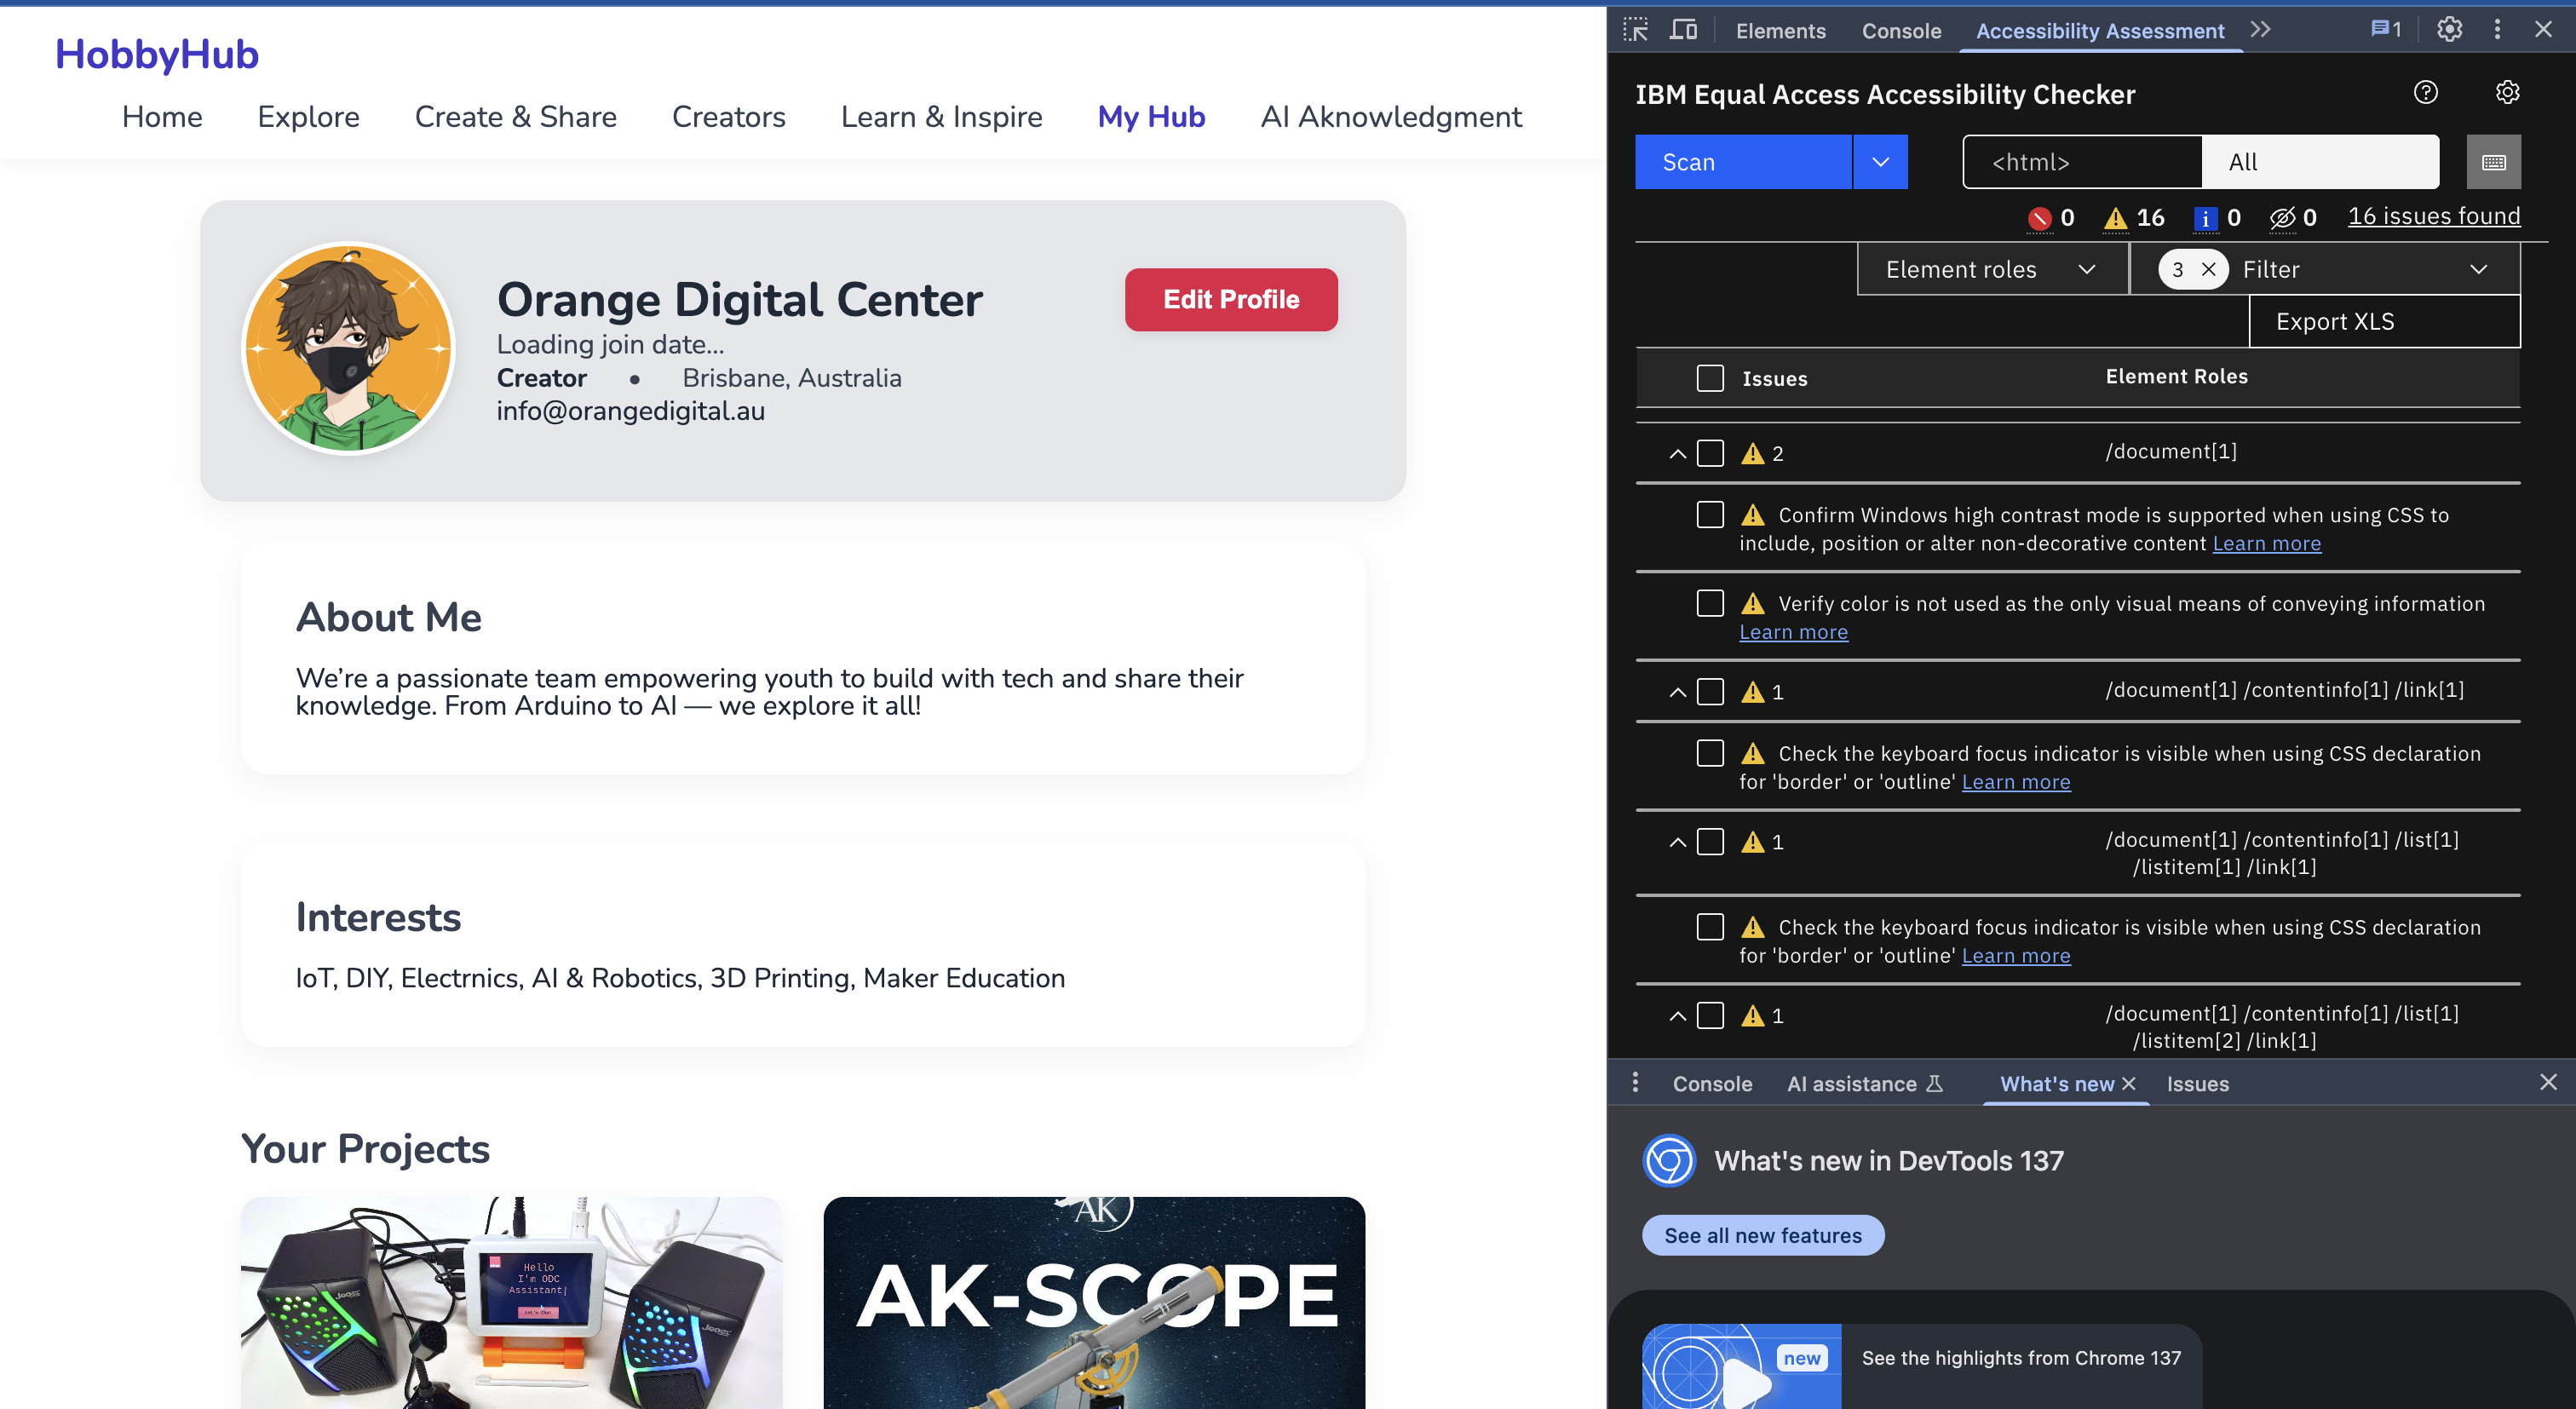 HobbyHub
Home Explore Create & Share Creators Learn & Inspire My Hub AI Aknowledgment
Orange Digital Center
Edit Profile
Loading join date...
Creator • Brisbane, Australia
info@orangedigital.au
About Me
We’re a passionate team empowering youth to build with tech and share their
knowledge. From Arduino to AI — we explore it all!
Interests
IoT, DIY, Electrnics, AI & Robotics, 3D Printing, Maker Education
Your Projects
Hello
I'm ODC
Assistant|
Let's Chat
AK
AK-SCOPE
Elements Console Accessibility Assessment 1
IBM Equal Access Accessibility Checker
Scan <html> All
0 16 0 0 16 issues found
Element roles 3 Filter
Export XLS
Issues Element Roles
2 /document[1]
Confirm Windows high contrast mode is supported when using CSS to
include, position or alter non-decorative content Learn more
Verify color is not used as the only visual means of conveying information
Learn more
1 /document[1] /contentinfo[1] /link[1]
Check the keyboard focus indicator is visible when using CSS declaration
for 'border' or 'outline' Learn more
1 /document[1] /contentinfo[1] /list[1]
/listitem[1] /link[1]
Check the keyboard focus indicator is visible when using CSS declaration
for 'border' or 'outline' Learn more
1 /document[1] /contentinfo[1] /list[1]
/listitem[2] /link[1]
Console AI assistance What's new Issues
What's new in DevTools 137
See all new features
new
See the highlights from Chrome 137